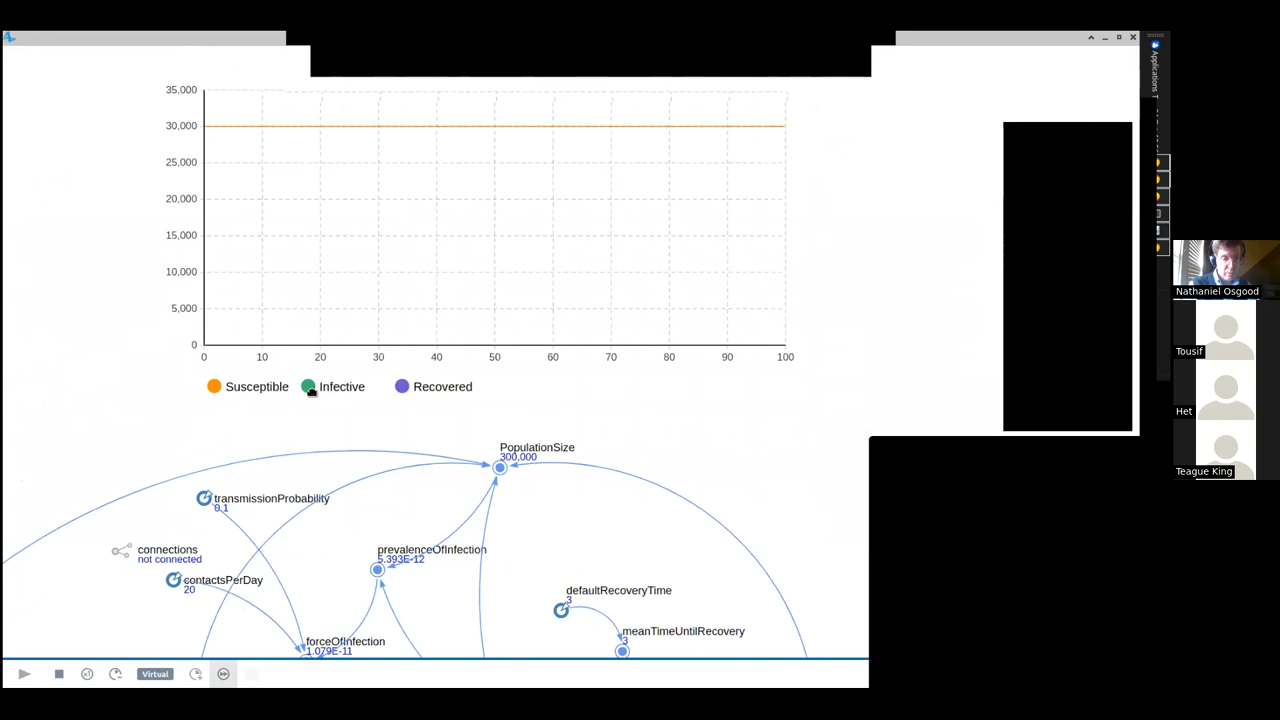 Applications
35,000
30,000
25,000
20,000
15,000
10,000
5,000
0
0 10 20 30 40 50 60 70 80 90 100
Susceptible Infective Recovered
PopulationSize
300,000
transmissionProbability
0.1
connections
not connected
prevalenceOfInfection
5.393E-12
contactsPerDay
20
defaultRecoveryTime
3
meanTimeUntilRecovery
3
forceOfInfection
1.079E-11
x1 Virtual
Nathaniel Osgood
Tousif
Het
Teague King